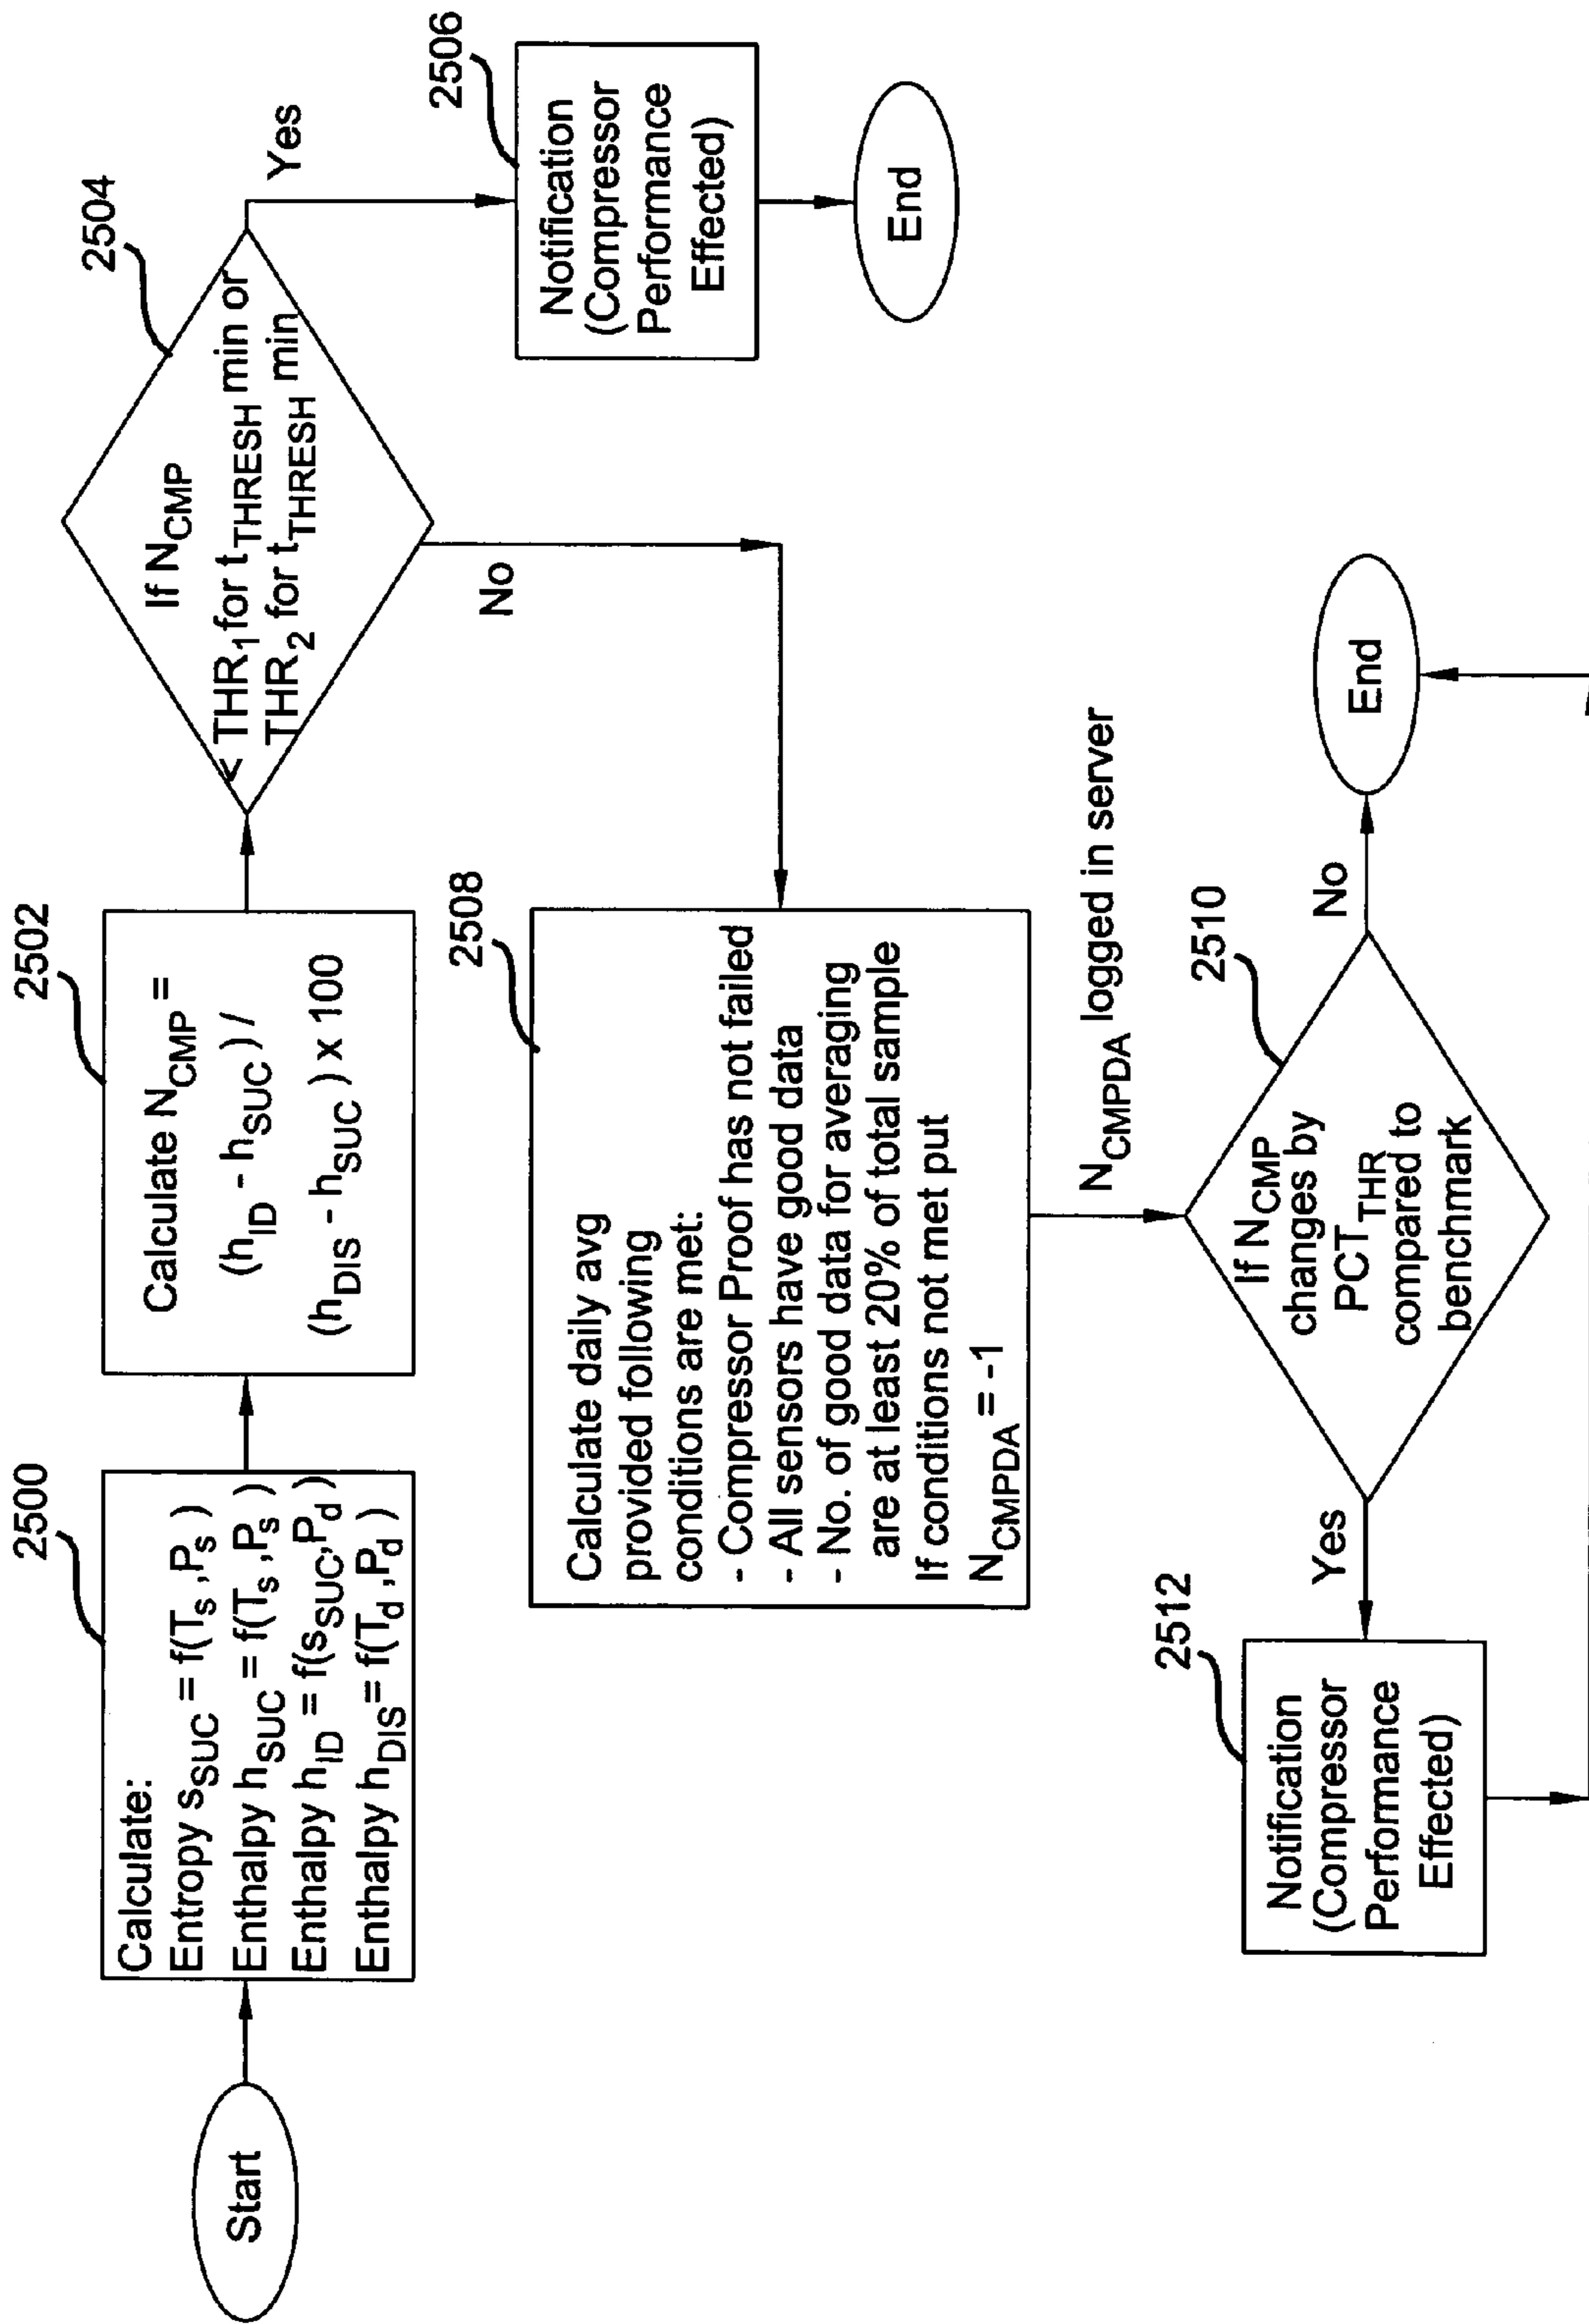 Start
2500
Calculate:
Entropy s_SUC = f(T_s ,P_s )
Enthalpy h_SUC = f(T_s ,P_s )
Enthalpy h_ID = f(s_SUC,P_d )
Enthalpy h_DIS= f(T_d ,P_d )
2502
Calculate N_CMP =
(h_ID - h_SUC) /
(h_DIS - h_SUC) x 100
2504
If N_CMP
< THR_1 for t_THRESH min or
THR_2 for t_THRESH min
Yes
No
2506
Notification
(Compressor
Performance
Effected)
End
2508
Calculate daily avg
provided following
conditions are met:
- Compressor Proof has not failed
- All sensors have good data
- No. of good data for averaging
are at least 20% of total sample
If conditions not met put
N_CMPDA = -1
N_CMPDA logged in server
2510
If N_CMP
changes by
PCT_THR
compared to
benchmark
No
End
Yes
2512
Notification
(Compressor
Performance
Effected)